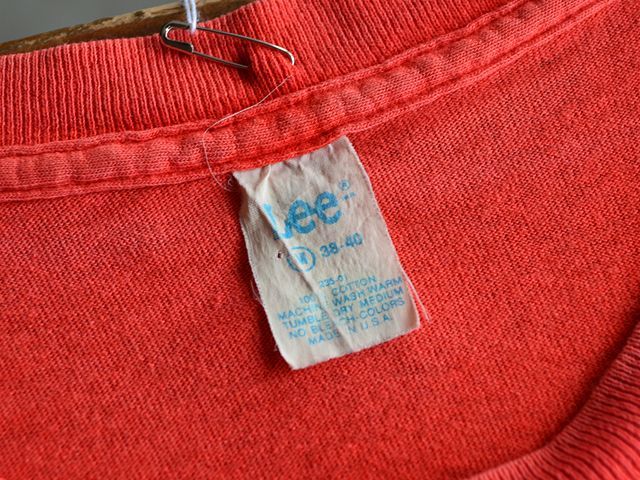 Lee®
M 38-40
100% COTTON
MACHINE WASH WARM
TUMBLE DRY MEDIUM
NO BLEACH-COLORS
MADE IN U.S.A.